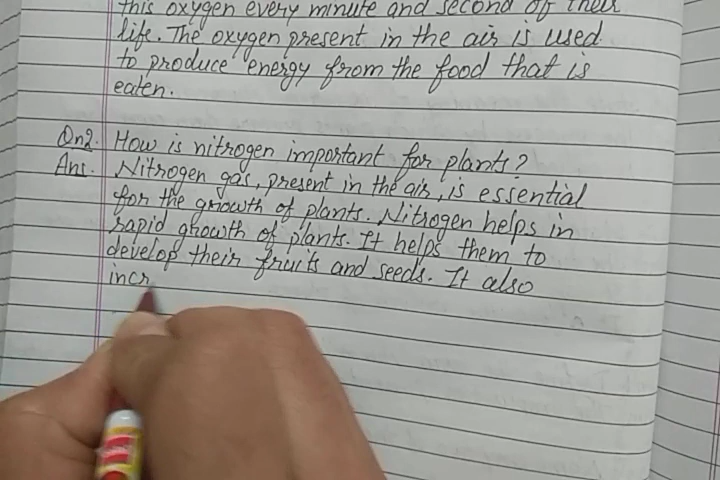 this oxygen every minute and second of their
life. The oxygen present in the air is used
to produce energy from the food that is
eaten.
Qn2. How is nitrogen important for plants?
Ans. Nitrogen gas, present in the air, is essential
for the growth of plants. Nitrogen helps in
rapid growth of plants. It helps them to
develop their fruits and seeds. It also
incr